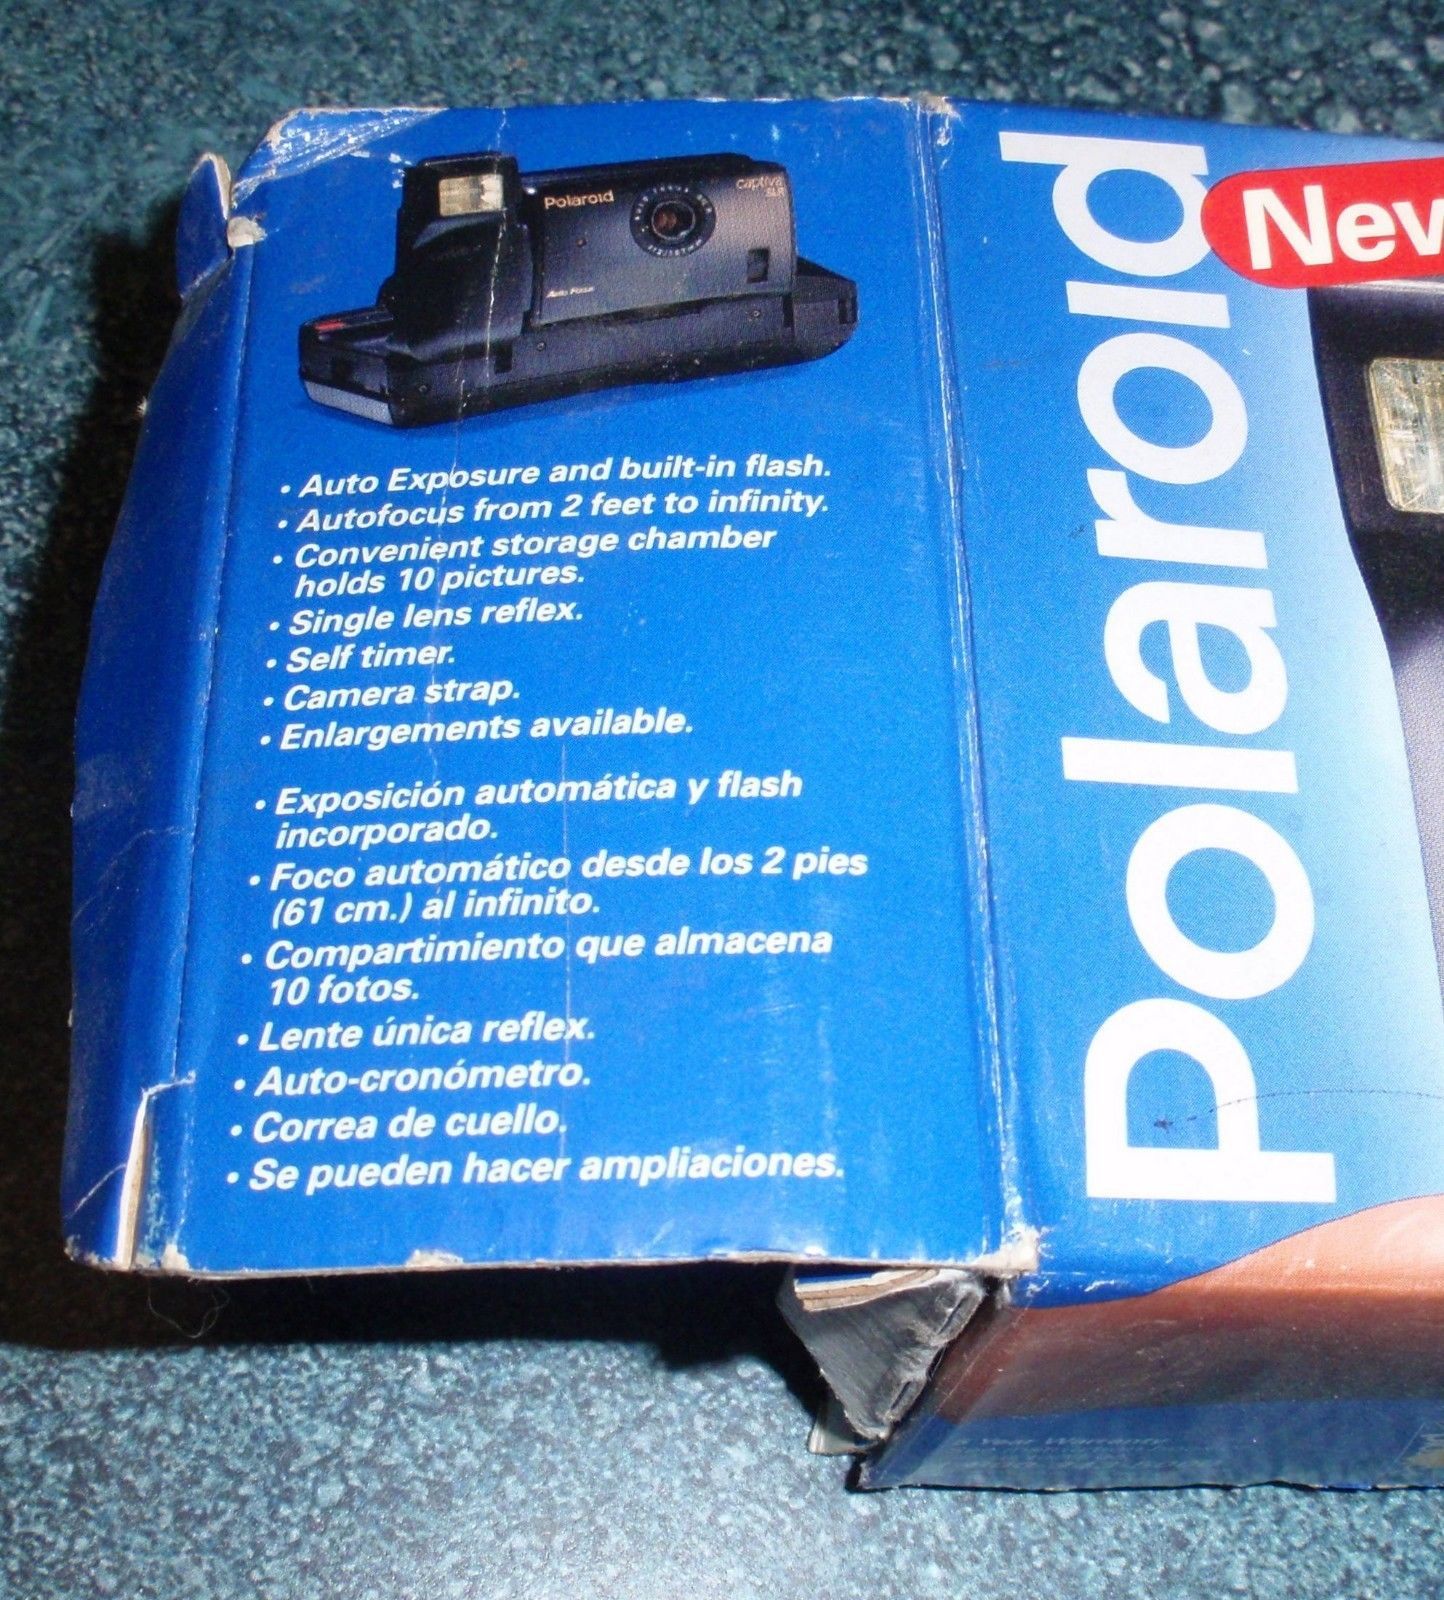 Polaroid
Captiva
SLR
Auto Focus
• Auto Exposure and built-in flash.
• Autofocus from 2 feet to infinity.
• Convenient storage chamber
holds 10 pictures.
• Single lens reflex.
• Self timer.
• Camera strap.
• Enlargements available.
• Exposición automática y flash
incorporado.
• Foco automático desde los 2 pies
(61 cm.) al infinito.
• Compartimiento que almacena
10 fotos.
• Lente única reflex.
• Auto-cronómetro.
• Correa de cuello.
• Se pueden hacer ampliaciones.
Polaroid
New
Year Warranty